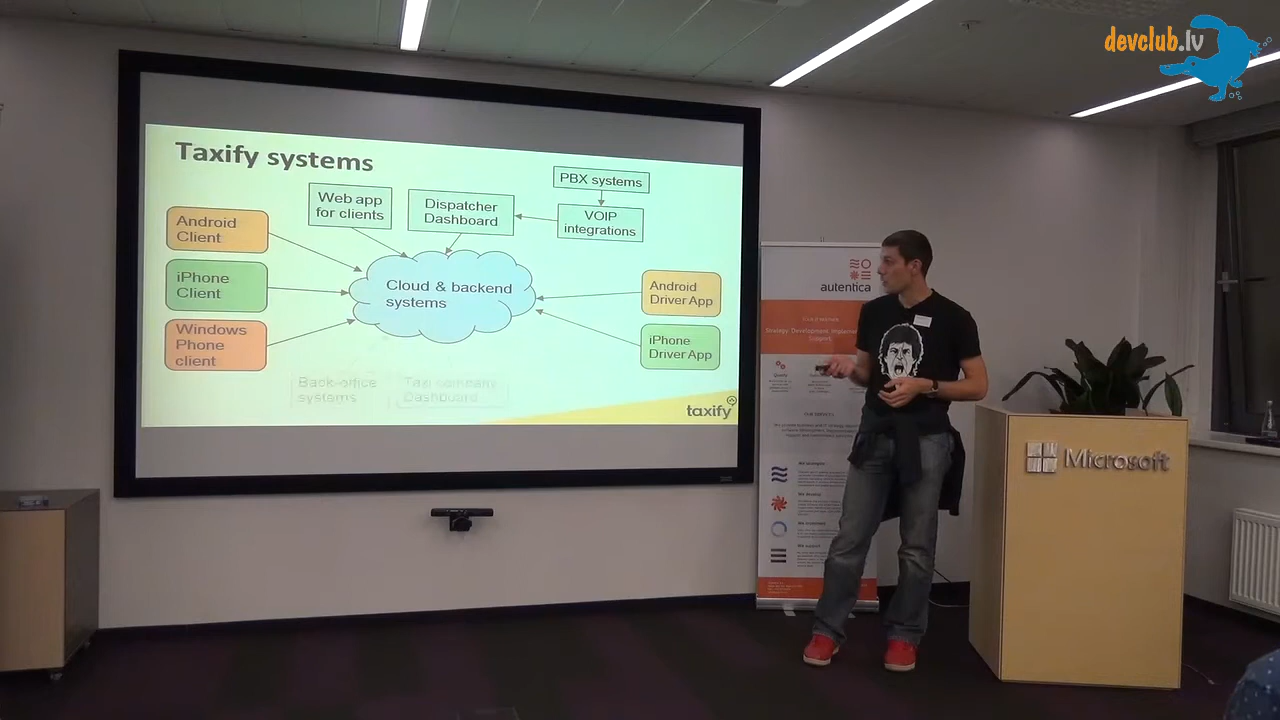 devclub.lv
Taxify systems
PBX systems
Web app
for clients
Dispatcher
Dashboard
VOIP
integrations
Android
Client
iPhone
Client
Windows
Phone
client
Cloud & backend
systems
Android
Driver App
iPhone
Driver App
Back-office
systems
Taxi company
Dashboard
taxify
autentica
Microsoft